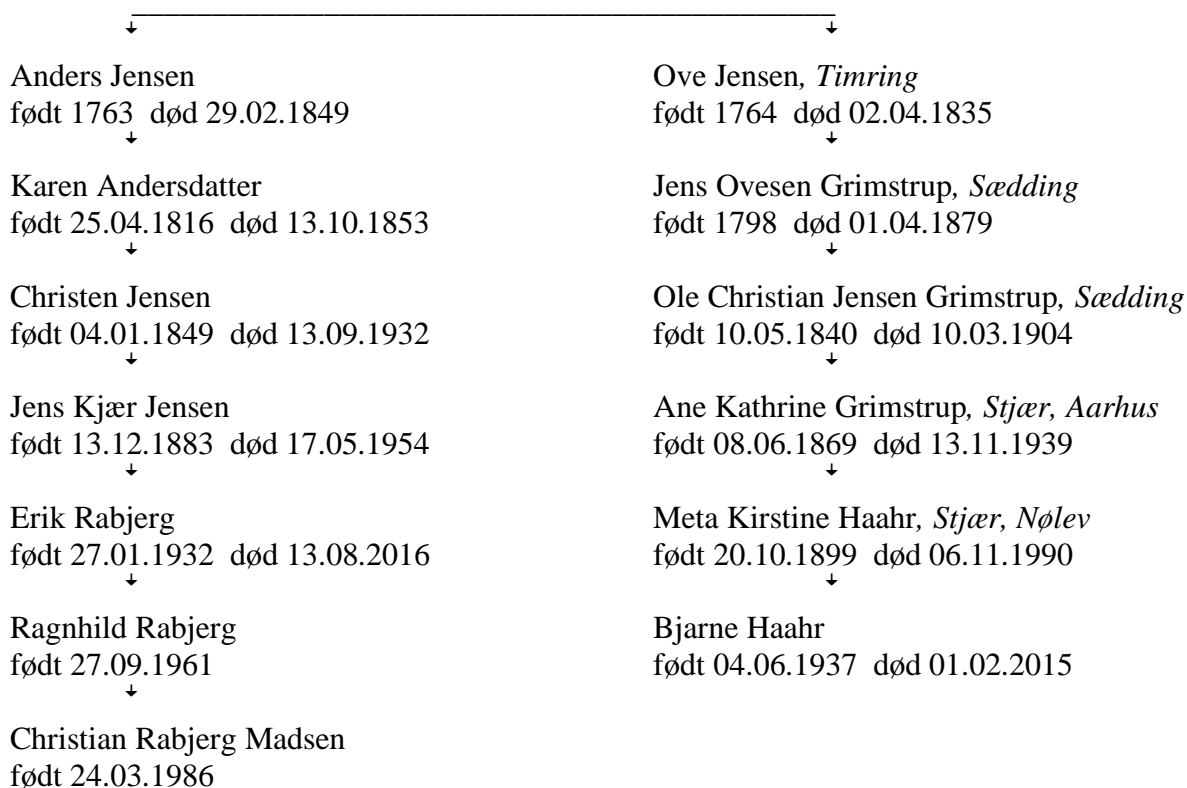 Anders Jensen
født 1763 død 29.02.1849
Karen Andersdatter
født 25.04.1816 død 13.10.1853
Christen Jensen
født 04.01.1849 død 13.09.1932
Jens Kjær Jensen
født 13.12.1883 død 17.05.1954
Erik Rabjerg
født 27.01.1932 død 13.08.2016
Ragnhild Rabjerg
født 27.09.1961
Christian Rabjerg Madsen
født 24.03.1986
Ove Jensen, Timring
født 1764 død 02.04.1835
Jens Ovesen Grimstrup, Sædding
født 1798 død 01.04.1879
Ole Christian Jensen Grimstrup, Sædding
født 10.05.1840 død 10.03.1904
Ane Kathrine Grimstrup, Stjær, Aarhus
født 08.06.1869 død 13.11.1939
Meta Kirstine Haahr, Stjær, Nølev
født 20.10.1899 død 06.11.1990
Bjarne Haahr
født 04.06.1937 død 01.02.2015